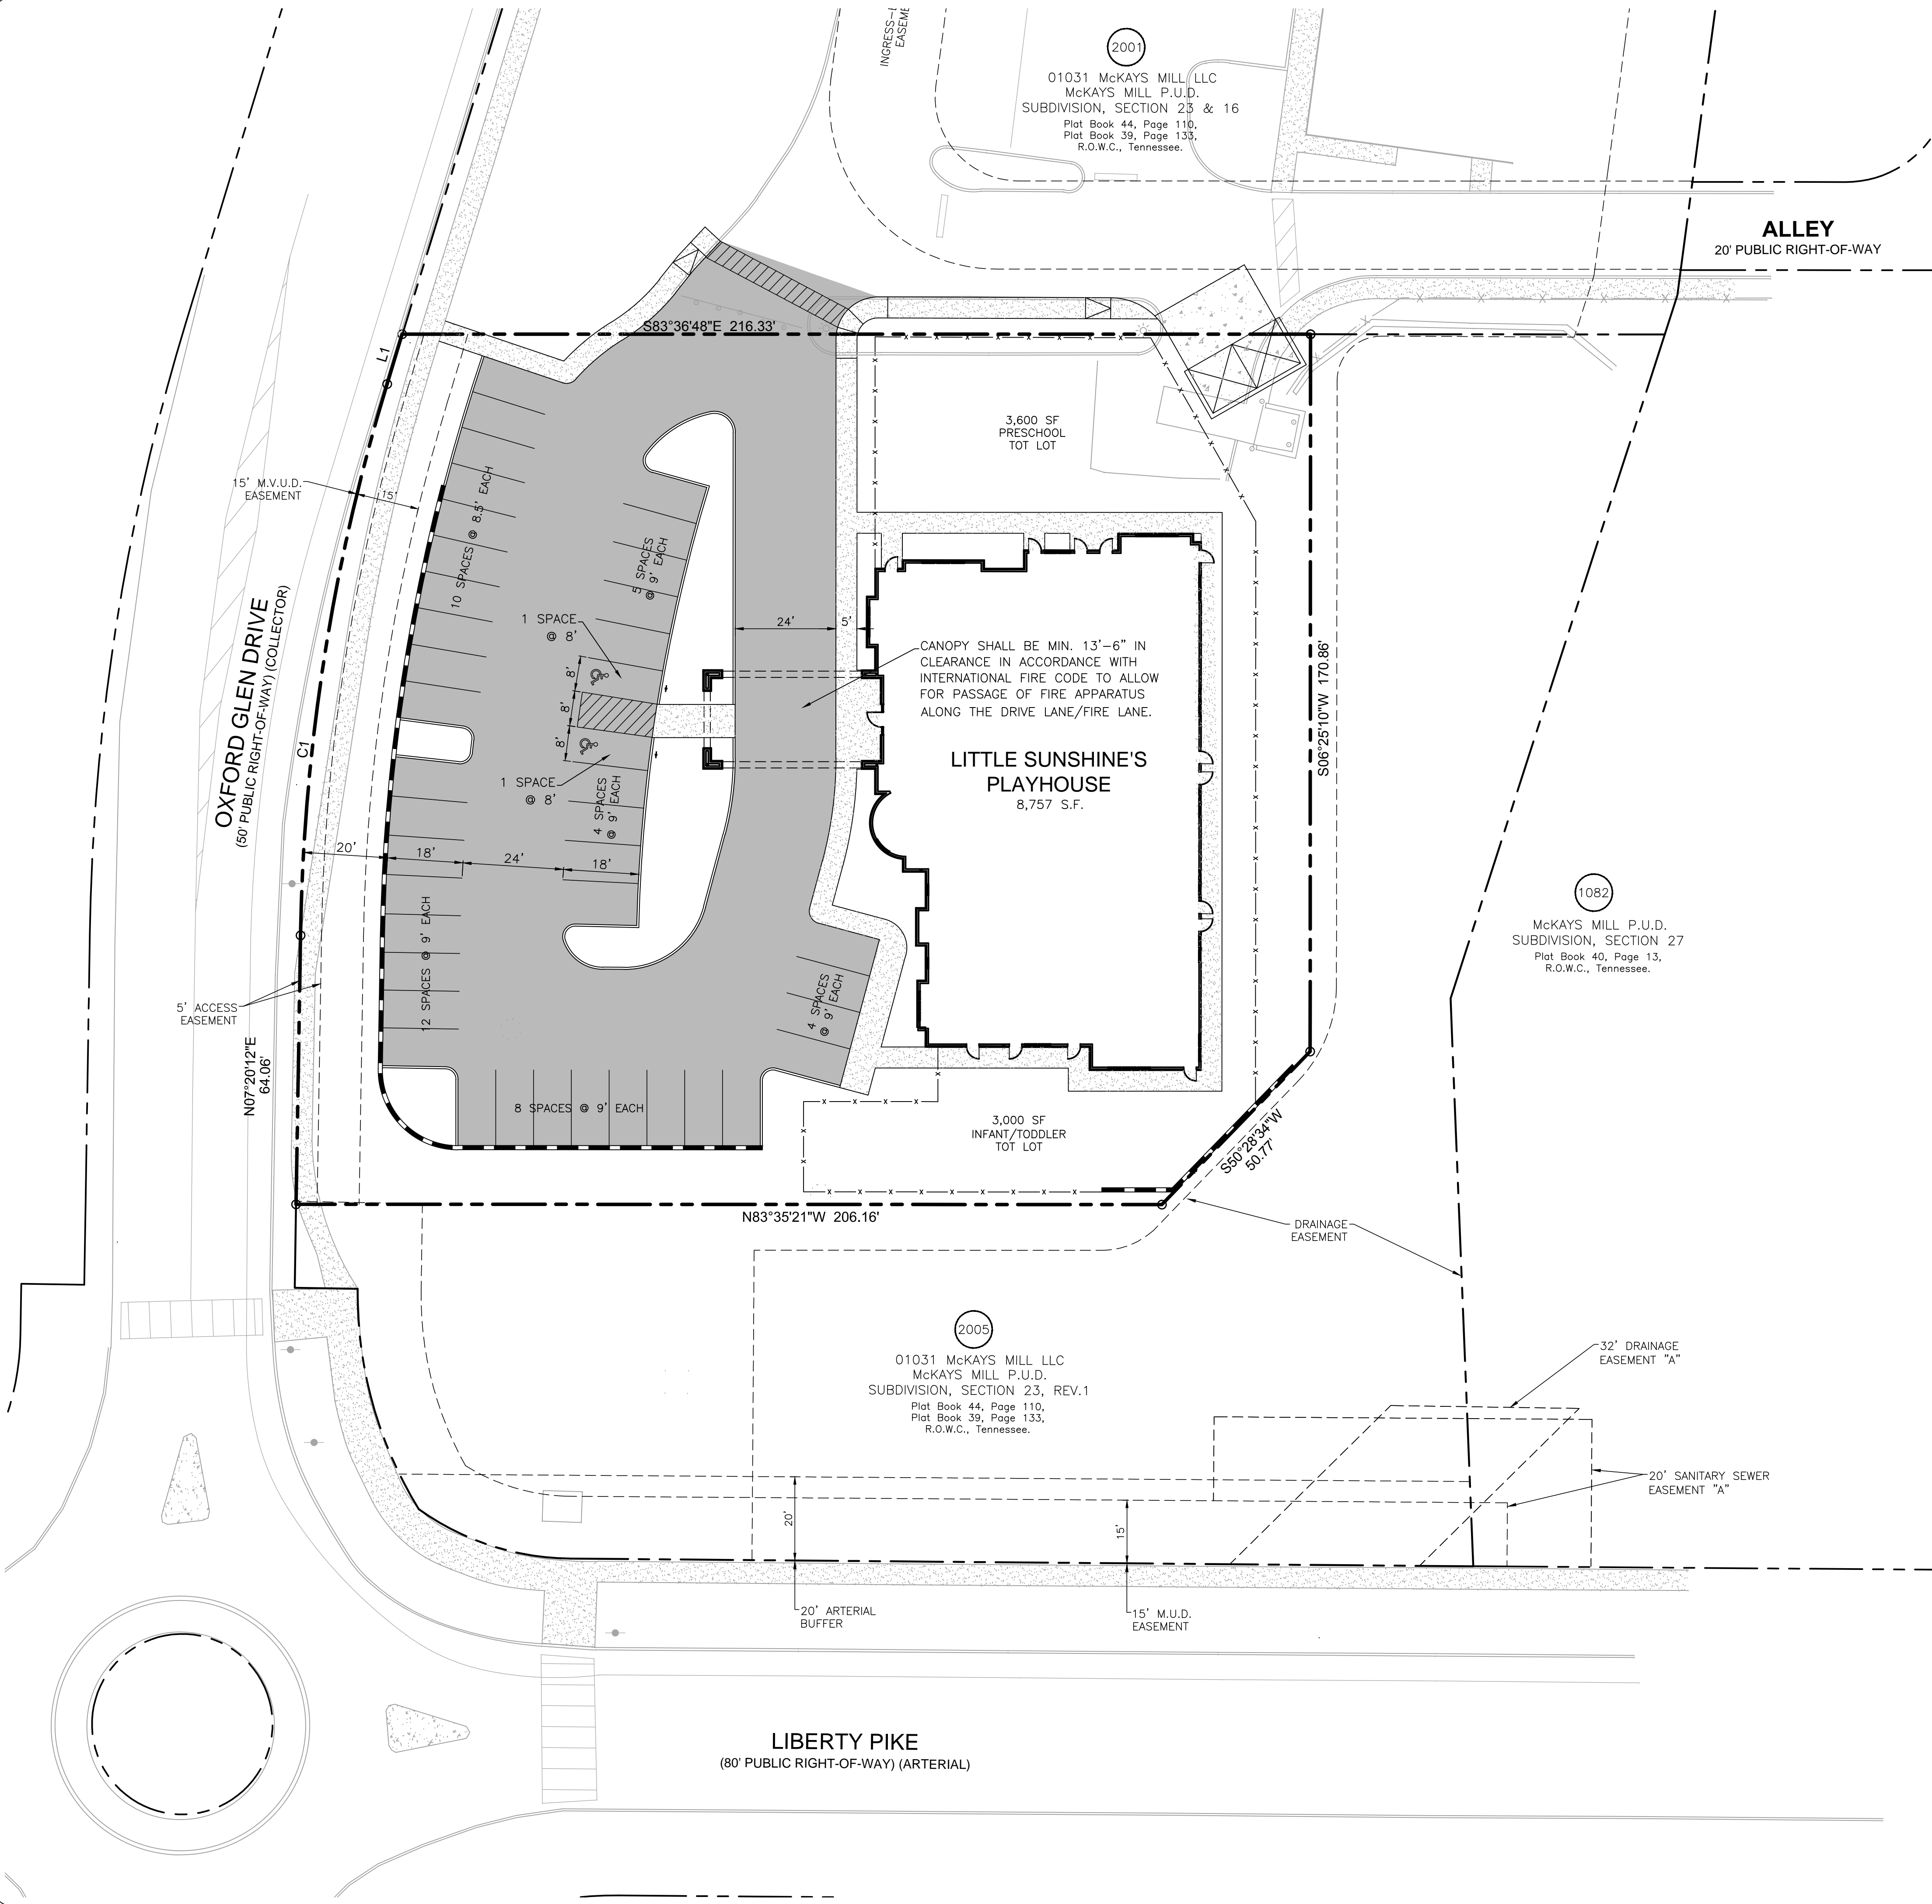 INGRESS-E
EASEME
2001
01031 McKAYS MILL LLC
McKAYS MILL P.U.D.
SUBDIVISION, SECTION 23 & 16
Plat Book 44, Page 110,
Plat Book 39, Page 133,
R.O.W.C., Tennessee.
ALLEY
20' PUBLIC RIGHT-OF-WAY
S83°36'48"E 216.33'
L1
3,600 SF
PRESCHOOL
TOT LOT
15' M.V.U.D.
EASEMENT
15'
10 SPACES @ 8.5' EACH
5 SPACES
@ 9' EACH
1 SPACE
@ 8'
24'
5'
8'
8'
8'
CANOPY SHALL BE MIN. 13'-6" IN
CLEARANCE IN ACCORDANCE WITH
INTERNATIONAL FIRE CODE TO ALLOW
FOR PASSAGE OF FIRE APPARATUS
ALONG THE DRIVE LANE/FIRE LANE.
S06°25'10"W 170.86'
OXFORD GLEN DRIVE
(50' PUBLIC RIGHT-OF-WAY) (COLLECTOR)
C1
LITTLE SUNSHINE'S
PLAYHOUSE
8,757 S.F.
1 SPACE
@ 8'
4 SPACES
@ 9' EACH
20'
18'
24'
18'
1082
McKAYS MILL P.U.D.
SUBDIVISION, SECTION 27
Plat Book 40, Page 13,
R.O.W.C., Tennessee.
12 SPACES @ 9' EACH
4 SPACES
@ 9' EACH
5' ACCESS
EASEMENT
N07°20'12"E
64.06'
8 SPACES @ 9' EACH
3,000 SF
INFANT/TODDLER
TOT LOT
S50°28'34"W
50.77'
N83°35'21"W 206.16'
DRAINAGE
EASEMENT
2005
01031 McKAYS MILL LLC
McKAYS MILL P.U.D.
SUBDIVISION, SECTION 23, REV.1
Plat Book 44, Page 110,
Plat Book 39, Page 133,
R.O.W.C., Tennessee.
32' DRAINAGE
EASEMENT "A"
20' SANITARY SEWER
EASEMENT "A"
20'
15'
20' ARTERIAL
BUFFER
15' M.U.D.
EASEMENT
LIBERTY PIKE
(80' PUBLIC RIGHT-OF-WAY) (ARTERIAL)